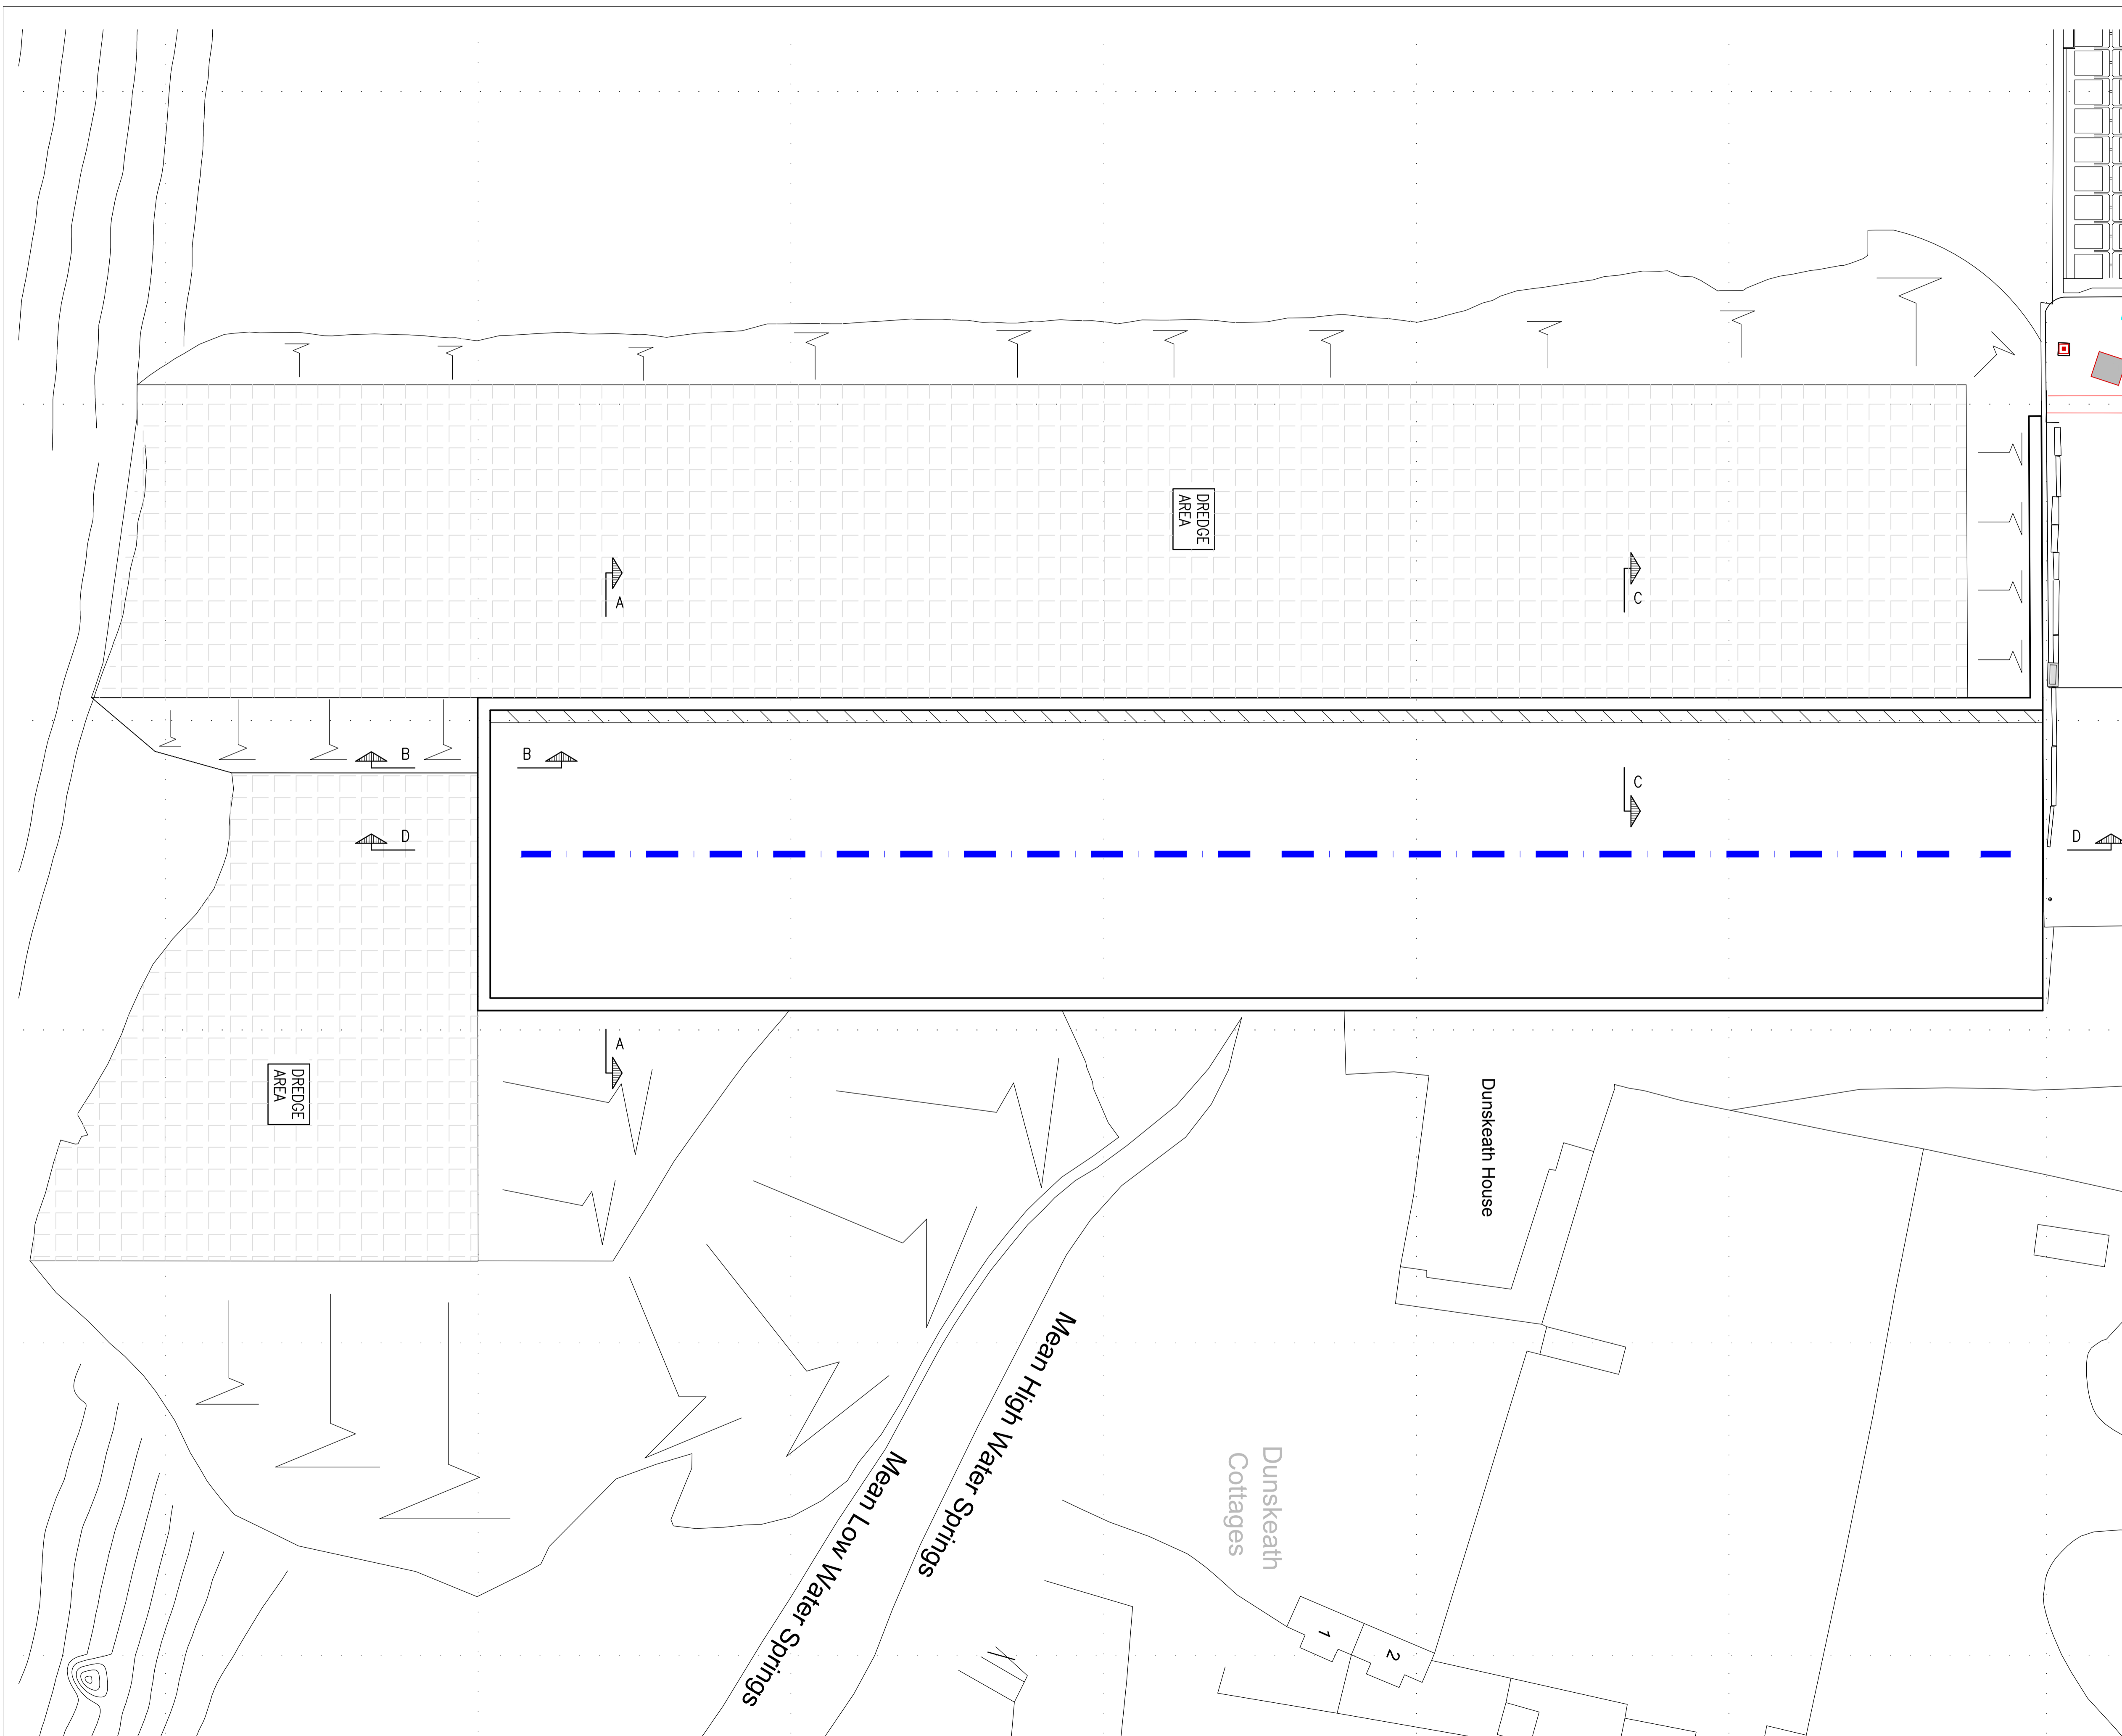 DREDGE
AREA
A
C
B
B
C
D
D
A
DREDGE
AREA
Dunskeath House
Mean High Water Springs
Mean Low Water Springs
Dunskeath
Cottages
1
2